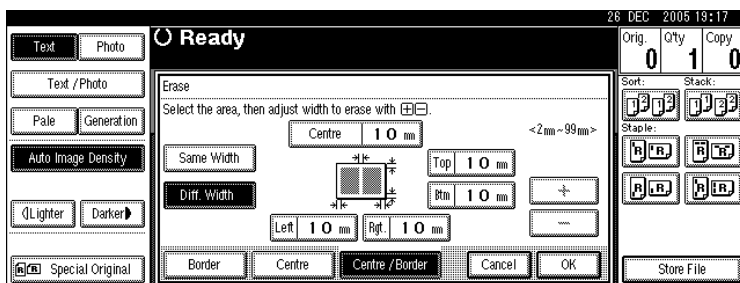 26 DEC 2005 19:17
Text Photo
Ready
Orig. Q'ty Copy
0 1 0
Text / Photo
Erase
Sort: Stack:
Select the area, then adjust width to erase with ⊞⊟.
Pale Generation
Centre 10 mm
<2mm~99mm>
Staple:
Auto Image Density
Same Width
Top 10 mm
Diff. Width
Btm 10 mm
+
Lighter Darker
Left 10 mm Rgt. 10 mm
−
Special Original
Border Centre Centre / Border Cancel OK
Store File